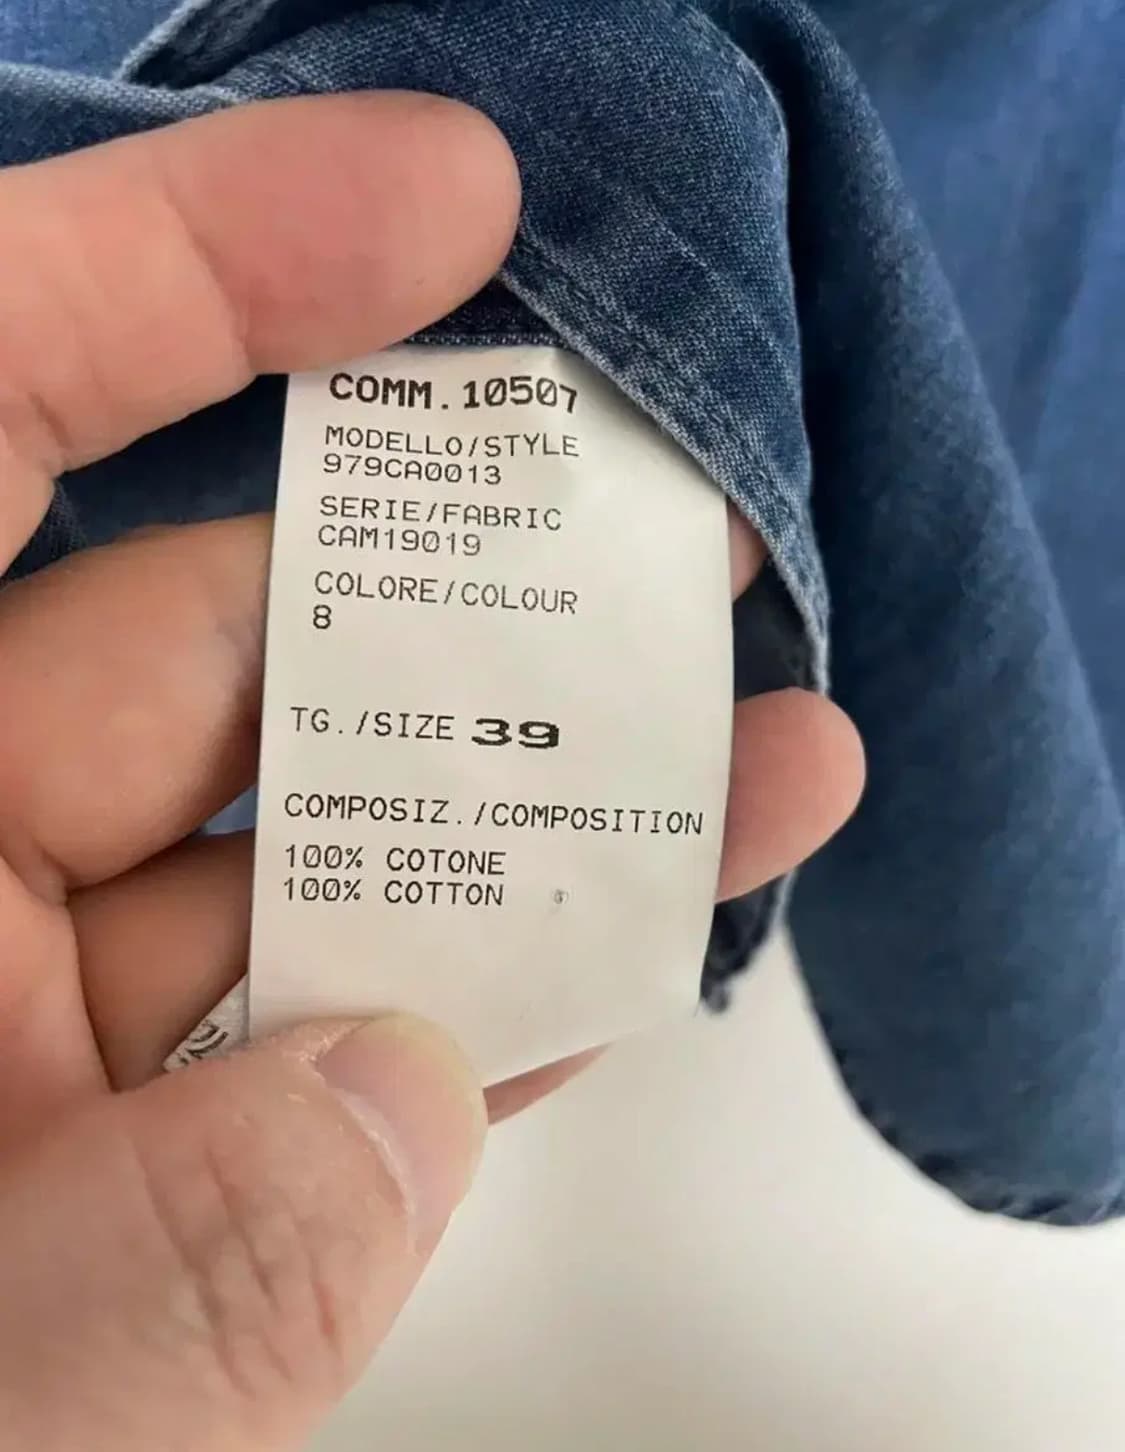 COMM.10507
MODELLO/STYLE
979CA0013
SERIE/FABRIC
CAM19019
COLORE/COLOUR
8
TG./SIZE 39
COMPOSIZ./COMPOSITION
100% COTONE
100% COTTON